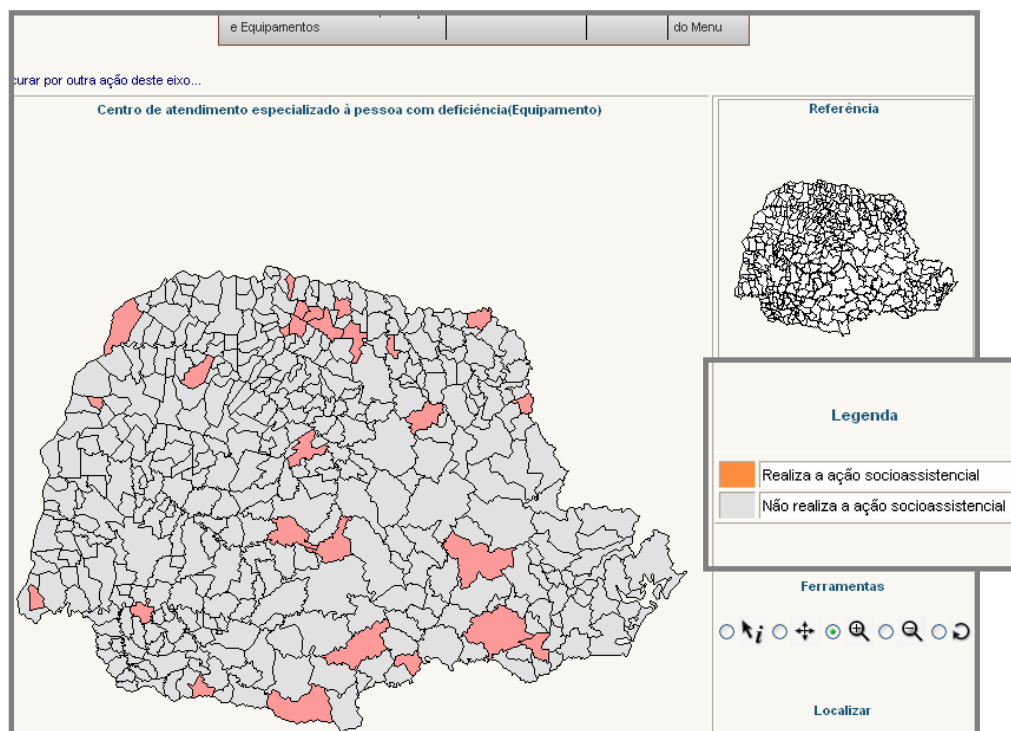 e Equipamentos
do Menu
curar por outra ação deste eixo...
Centro de atendimento especializado à pessoa com deficiência(Equipamento)
Referência
Legenda
Realiza a ação socioassistencial
Não realiza a ação socioassistencial
Ferramentas
i
Localizar